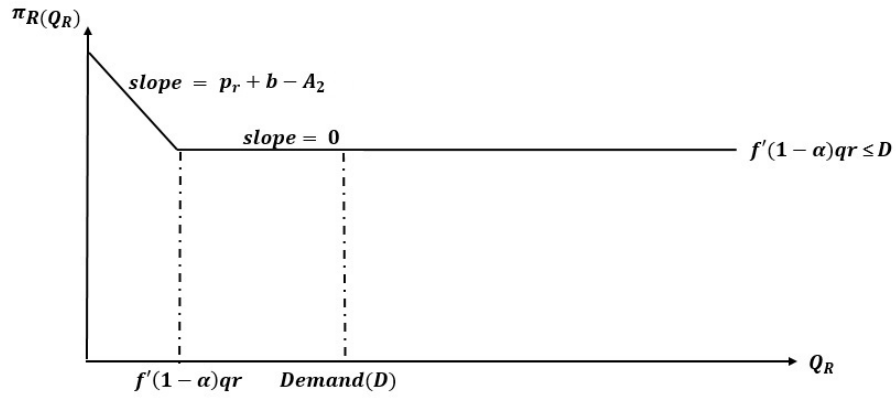 π_R(Q_R)
slope = p_r + b − A_2
slope = 0
f′(1 − α)qr ≤ D
Q_R
f′(1 − α)qr
Demand(D)